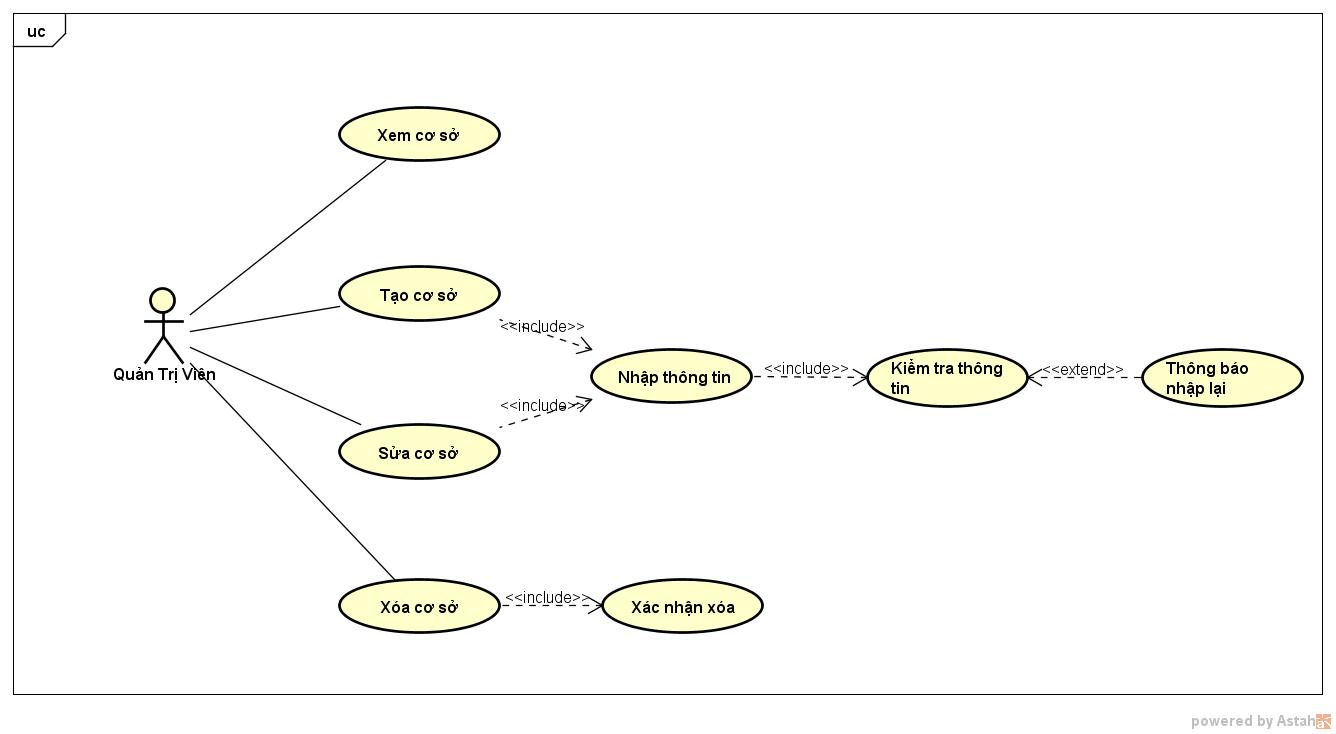 uc
Xem cơ sở
Tạo cơ sở
<<include>>
Nhập thông tin
<<include>>
Kiểm tra thông
tin
<<extend>>
Thông báo
nhập lại
Quản Trị Viên
<<include>>
Sửa cơ sở
Xóa cơ sở
<<include>>
Xác nhận xóa
powered by Astah